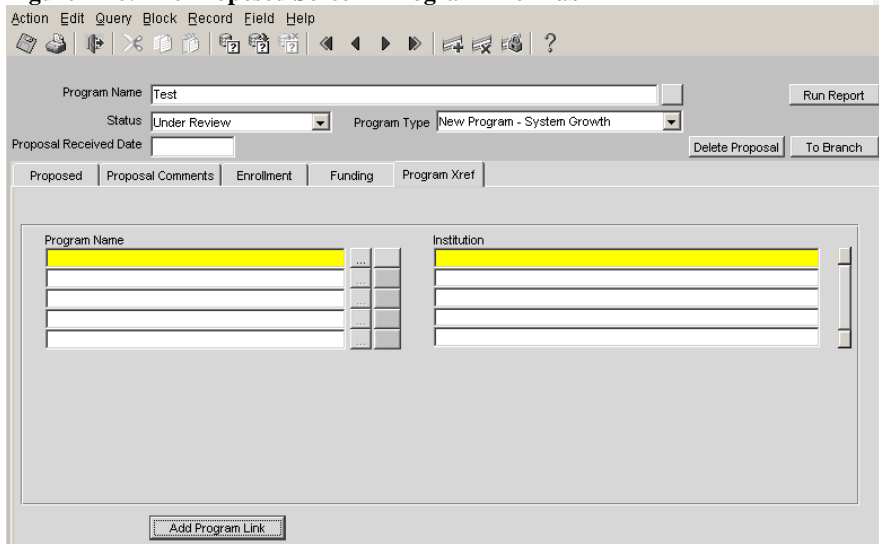 Action Edit Query Block Record Field Help
Program Name Test Run Report
Status Under Review Program Type New Program - System Growth
Proposal Received Date Delete Proposal To Branch
Proposed Proposal Comments Enrollment Funding Program Xref
Program Name Institution
...
...
...
...
...
Add Program Link